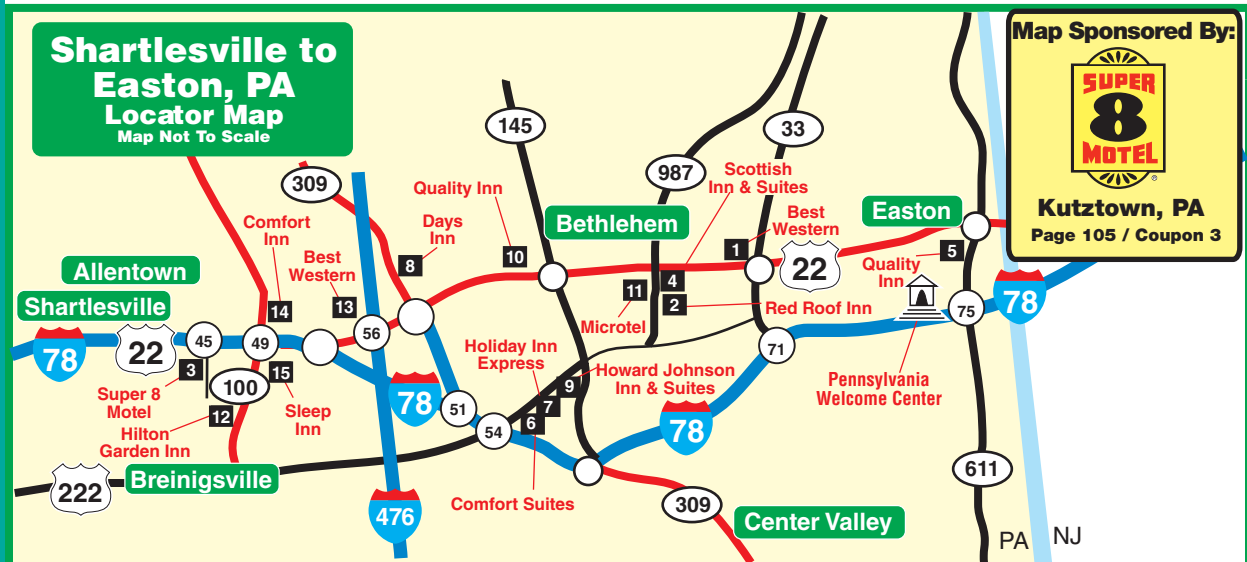 Shartlesville to
Easton, PA
Locator Map
Map Not To Scale
Map Sponsored By:
SUPER
8
MOTEL
®
Kutztown, PA
Page 105 / Coupon 3
145
33
987
309
Scottish
Inn & Suites
Quality Inn
Best
Western
Easton
Bethlehem
Comfort
Inn
Days
Inn
1
22
5
Quality
Inn
10
8
Best
Western
Allentown
Shartlesville
14
13
11
4
2
Red Roof Inn
Microtel
78
75
78
22
45
49
56
71
3
15
100
Super 8
Motel
12
Hilton
Garden Inn
Sleep
Inn
78
51
54
Holiday Inn
Express
9
7
6
Howard Johnson
Inn & Suites
78
Pennsylvania
Welcome Center
222
Breinigsville
476
Comfort Suites
309
Center Valley
611
PA
NJ